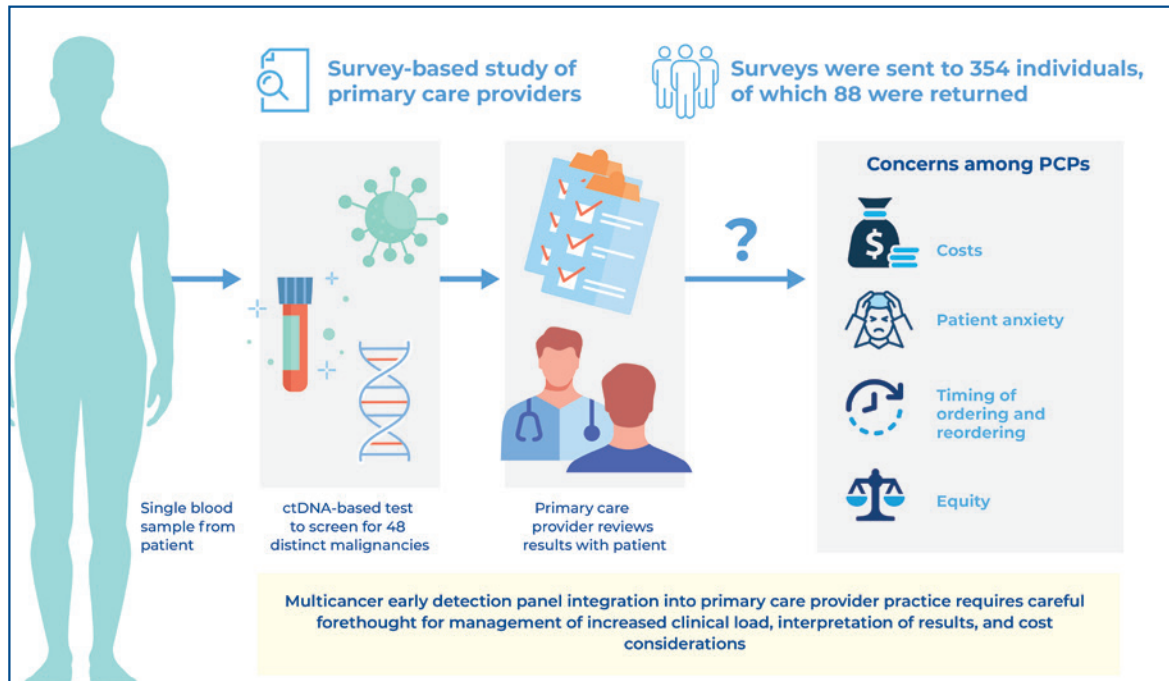 Survey-based study of
primary care providers
Surveys were sent to 354 individuals,
of which 88 were returned
Single blood
sample from
patient
ctDNA-based test
to screen for 48
distinct malignancies
Primary care
provider reviews
results with patient
?
Concerns among PCPs
$
Costs
Patient anxiety
Timing of
ordering and
reordering
Equity
Multicancer early detection panel integration into primary care provider practice requires careful
forethought for management of increased clinical load, interpretation of results, and cost
considerations